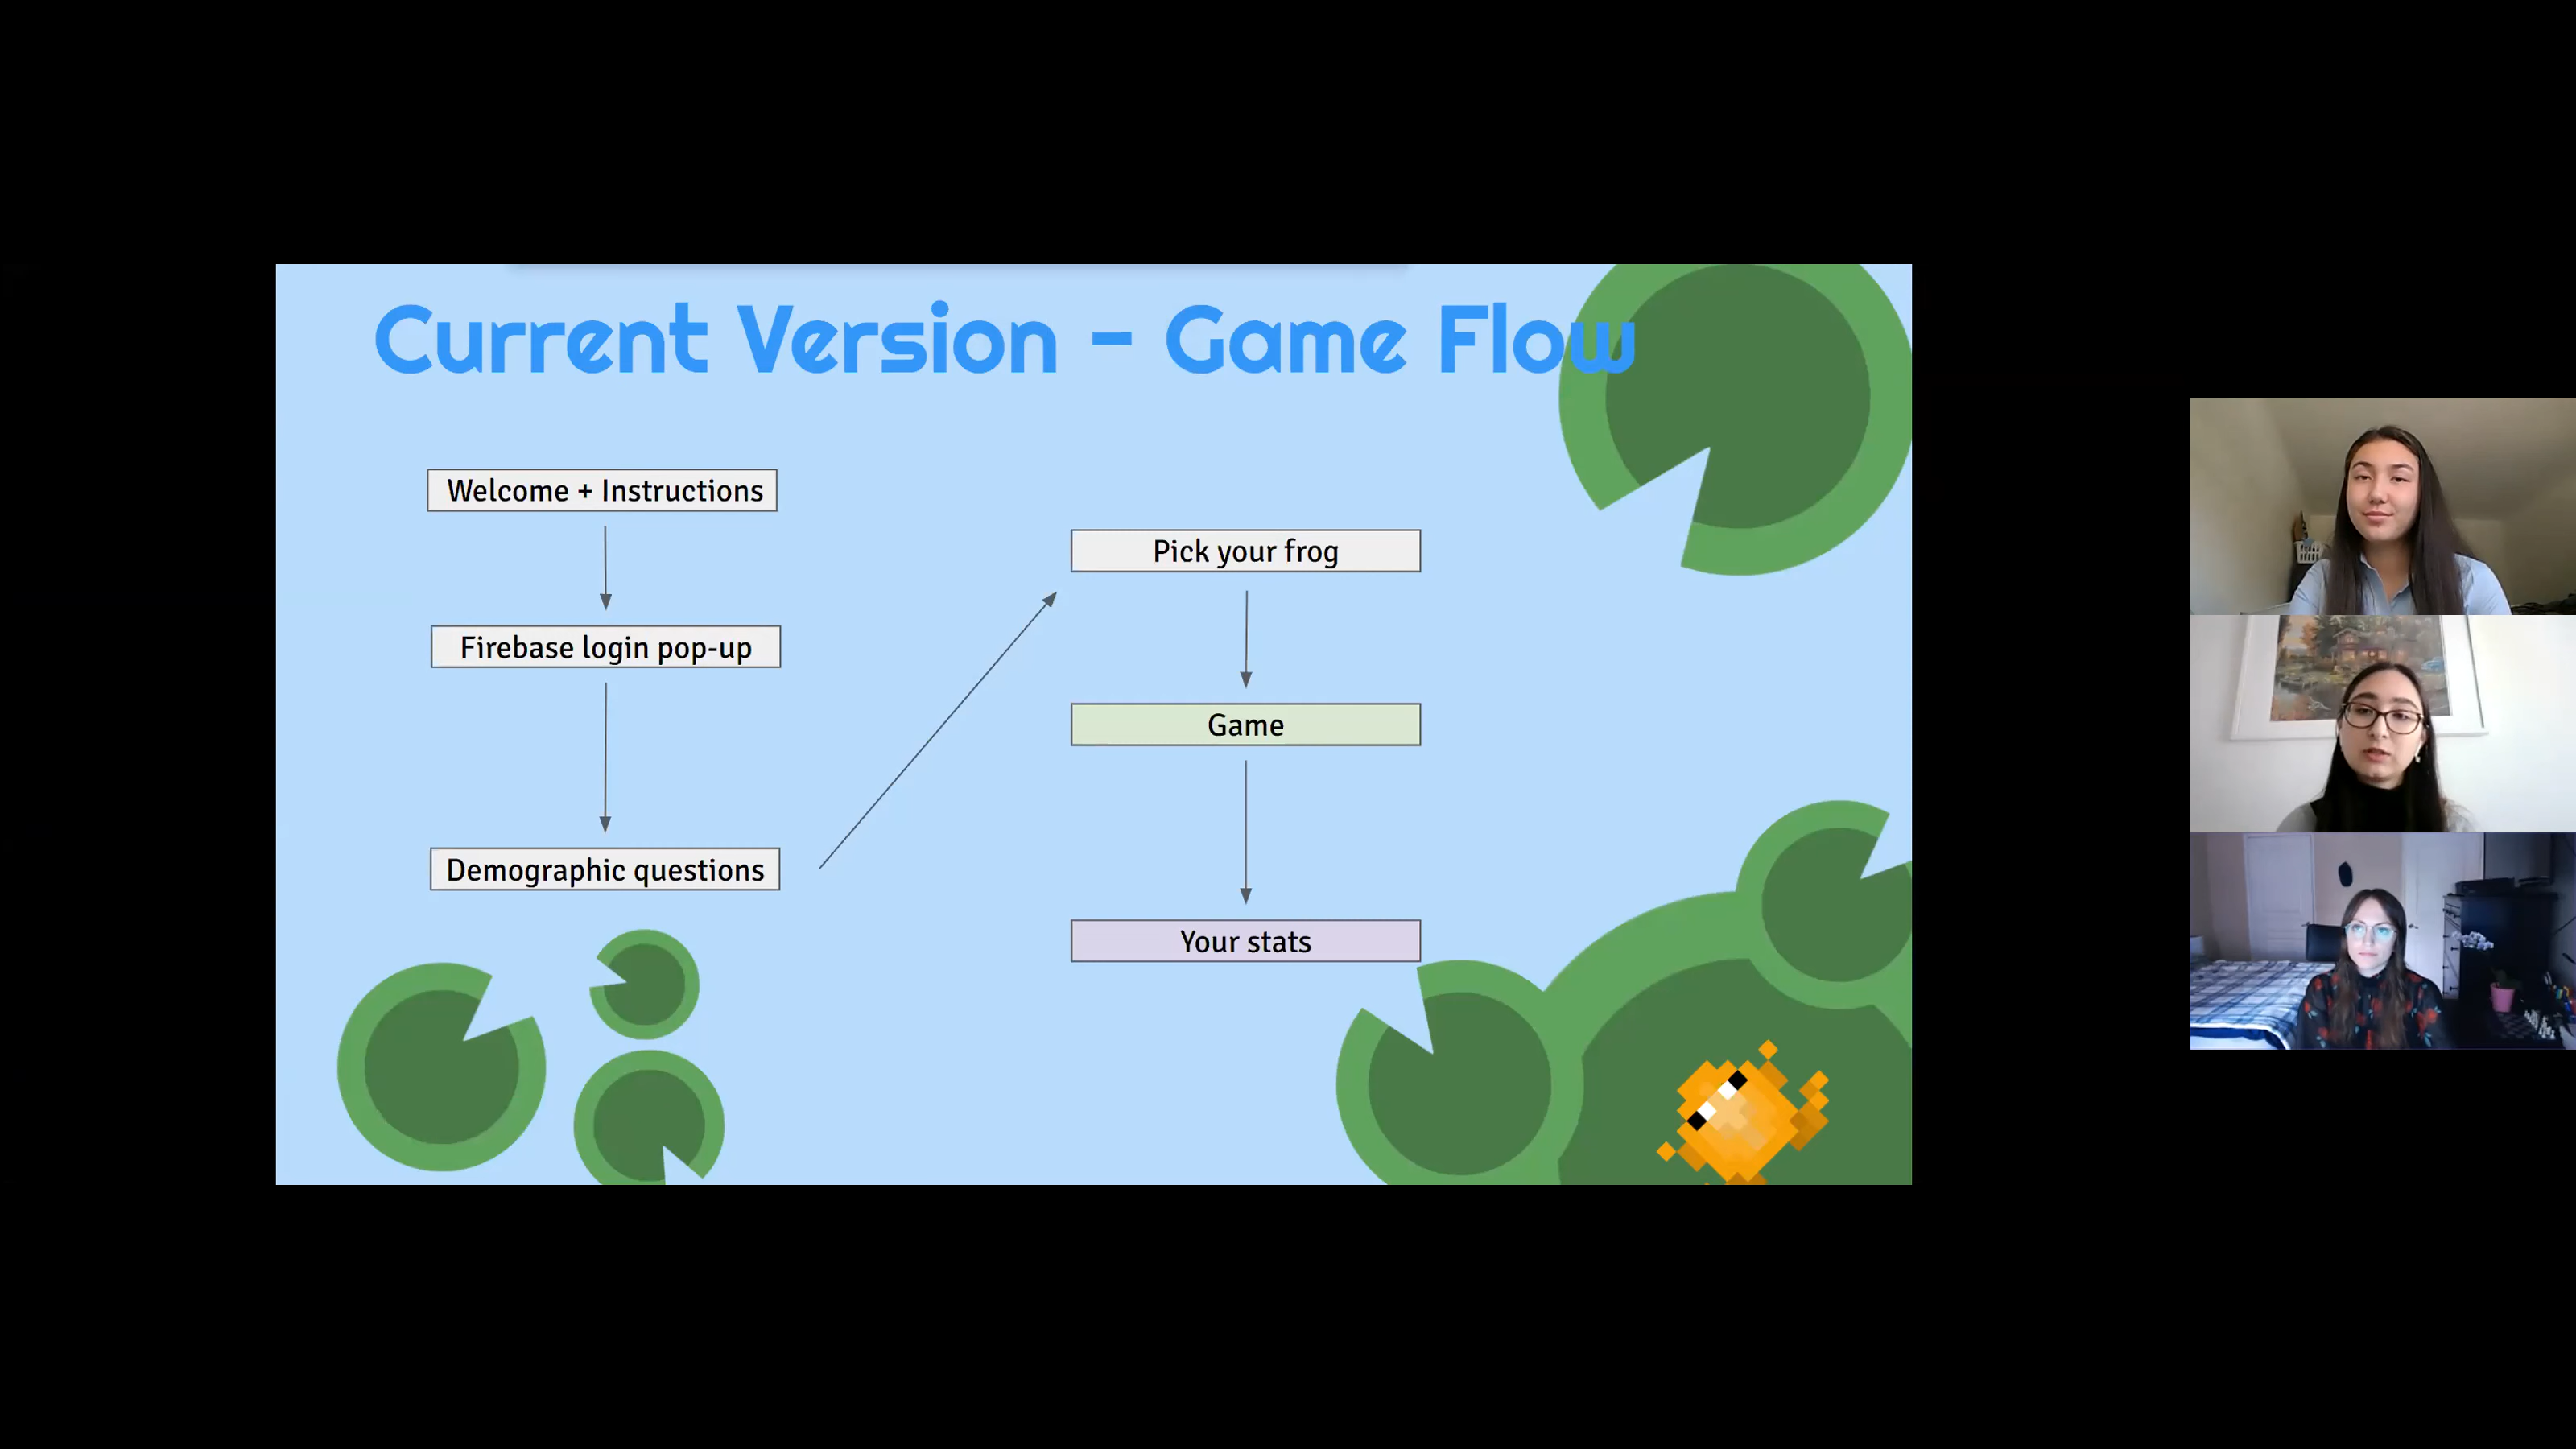 Current Version - Game Flow
Welcome + Instructions
Firebase login pop-up
Demographic questions
Pick your frog
Game
Your stats